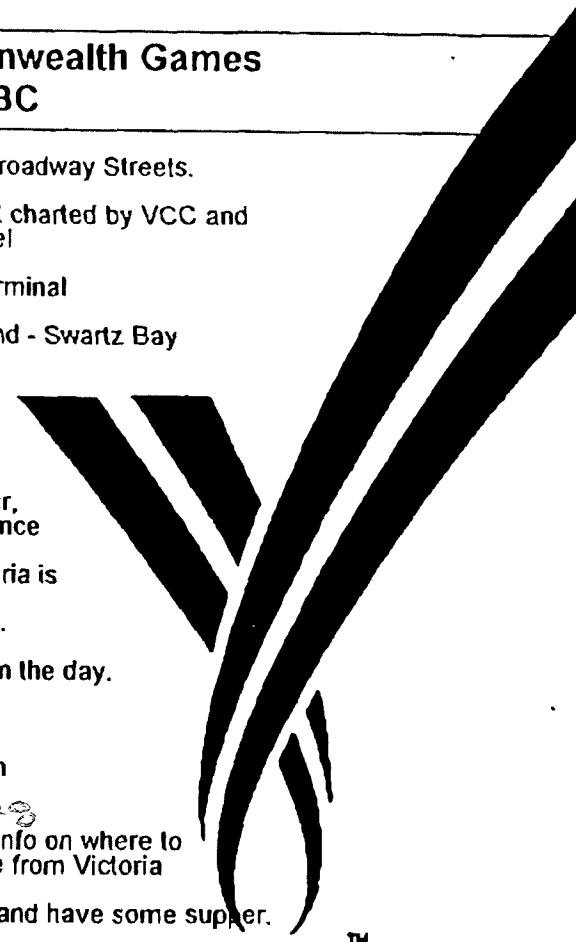 nwealth Games
BC
roadway Streets.
charted by VCC and
el
rminal
nd - Swartz Bay
r,
nce
ria is
.
n the day.
n
nfo on where to
e from Victoria
and have some supper.
TM